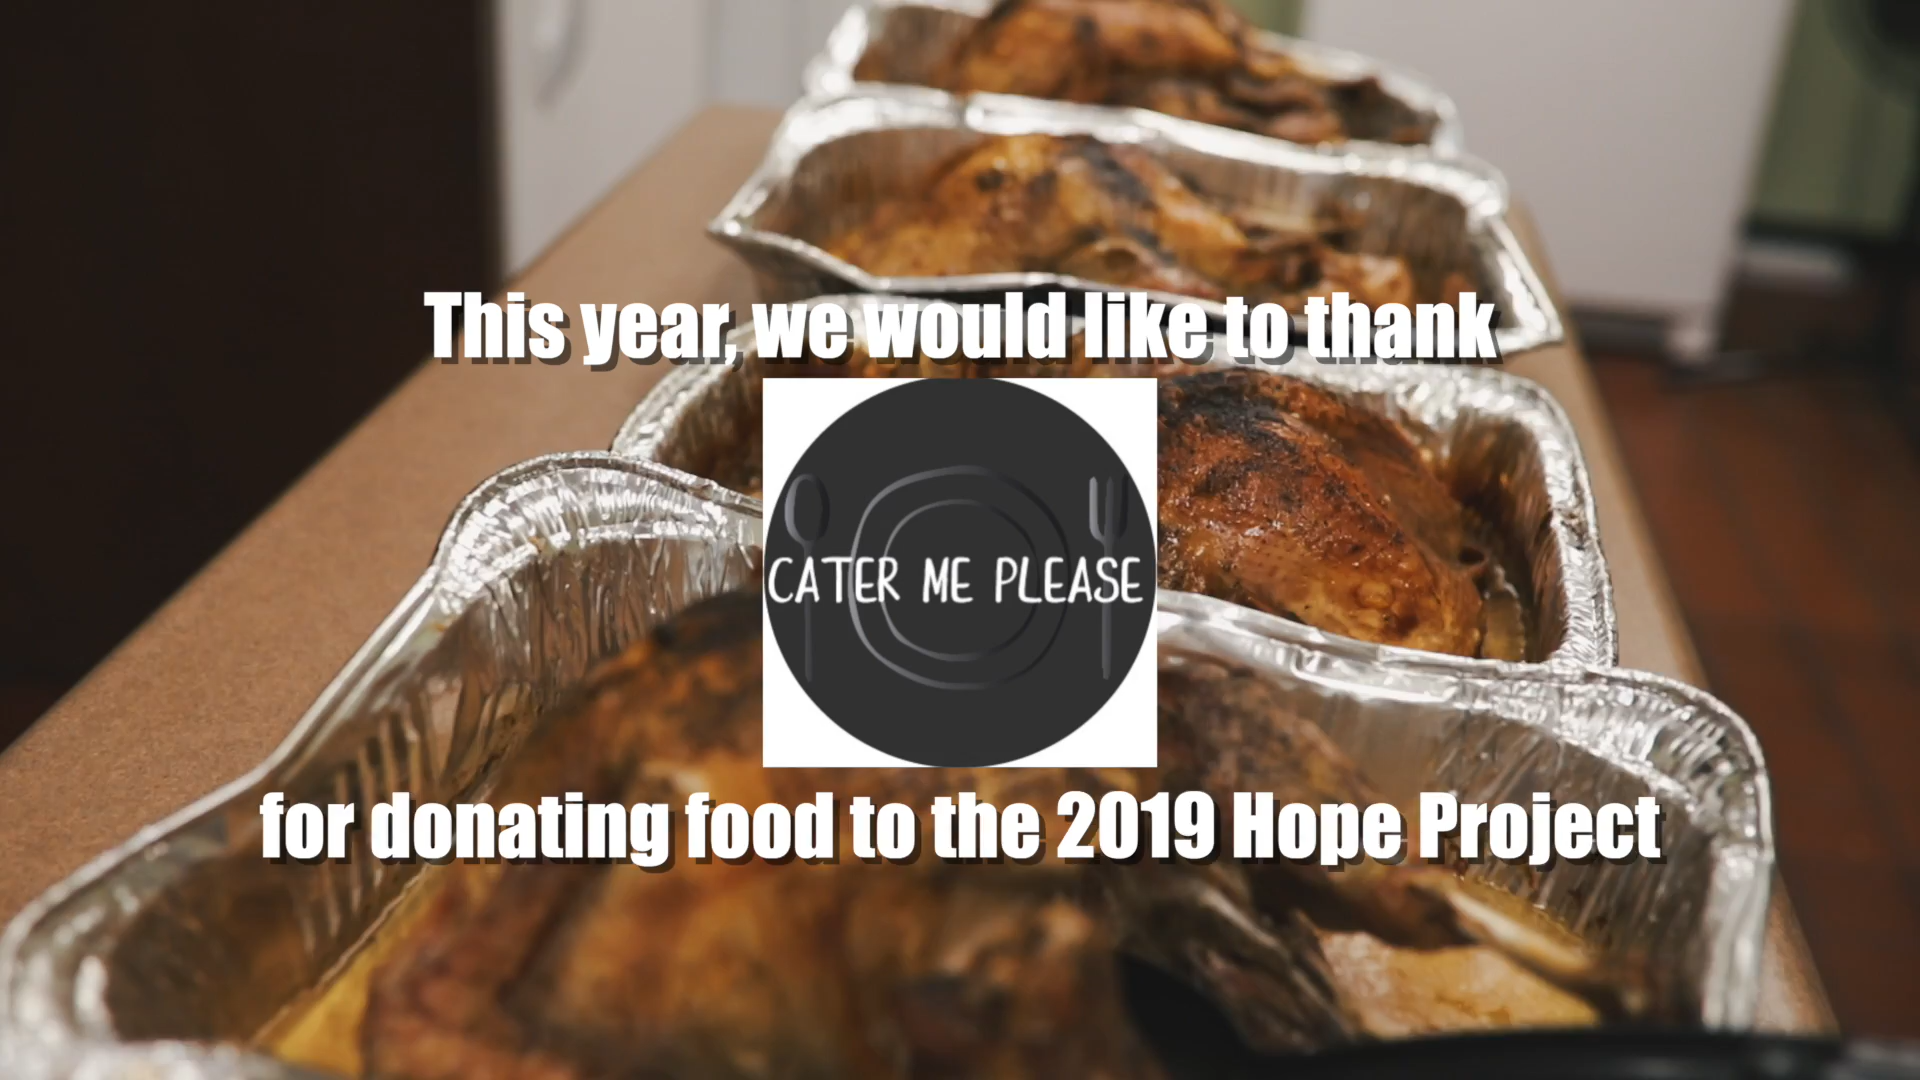 This year, we would like to thank
CATER ME PLEASE
for donating food to the 2019 Hope Project